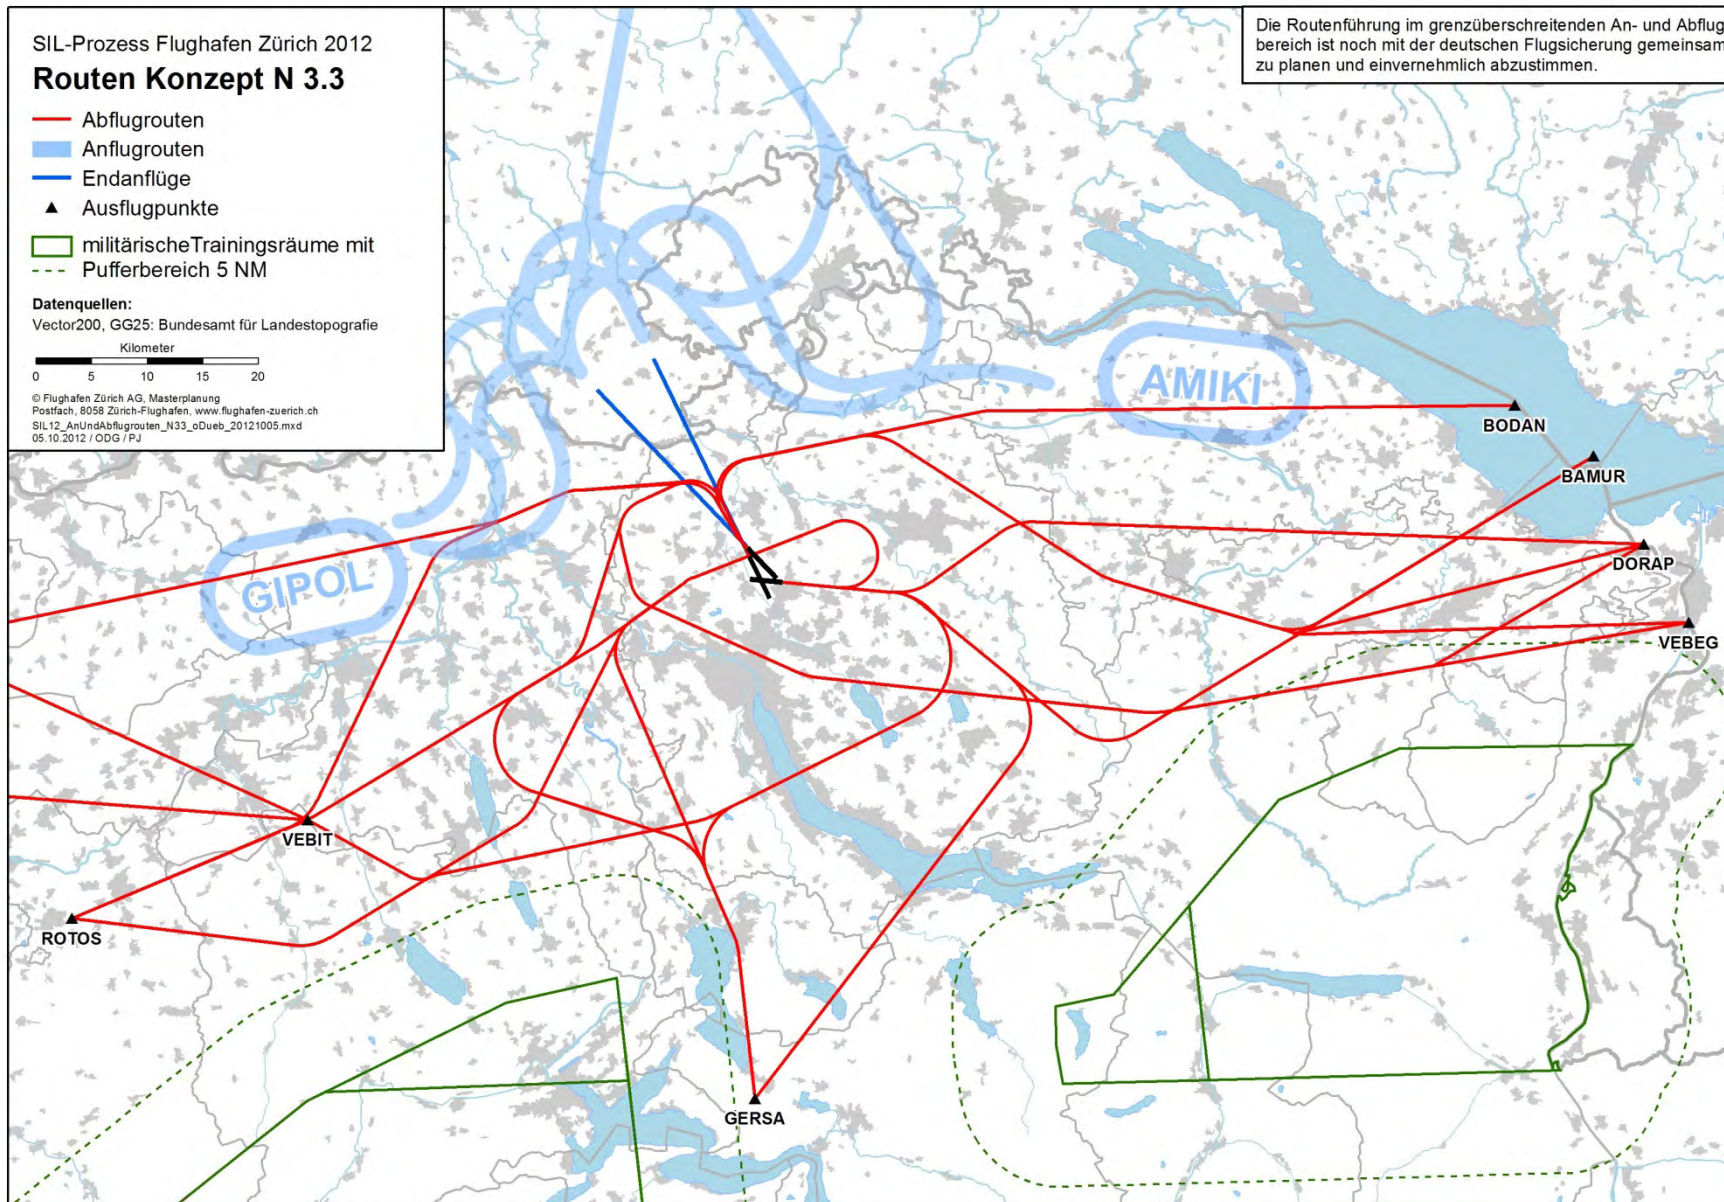 SIL-Prozess Flughafen Zürich 2012
Routen Konzept N 3.3
Abflugrouten
Anflugrouten
Endanflüge
Ausflugpunkte
militärischeTrainingsräume mit
Pufferbereich 5 NM
Datenquellen:
Vector200, GG25: Bundesamt für Landestopografie
Kilometer
0 5 10 15 20
© Flughafen Zürich AG, Masterplanung
Postfach, 8058 Zürich-Flughafen, www.flughafen-zuerich.ch
SIL12_AnUndAbflugrouten_N33_oDueb_20121005.mxd
05.10.2012 / ODG / PJ
Die Routenführung im grenzüberschreitenden An- und Abflug
bereich ist noch mit der deutschen Flugsicherung gemeinsam
zu planen und einvernehmlich abzustimmen.
AMIKI
BODAN
BAMUR
DORAP
GIPOL
VEBEG
VEBIT
ROTOS
GERSA